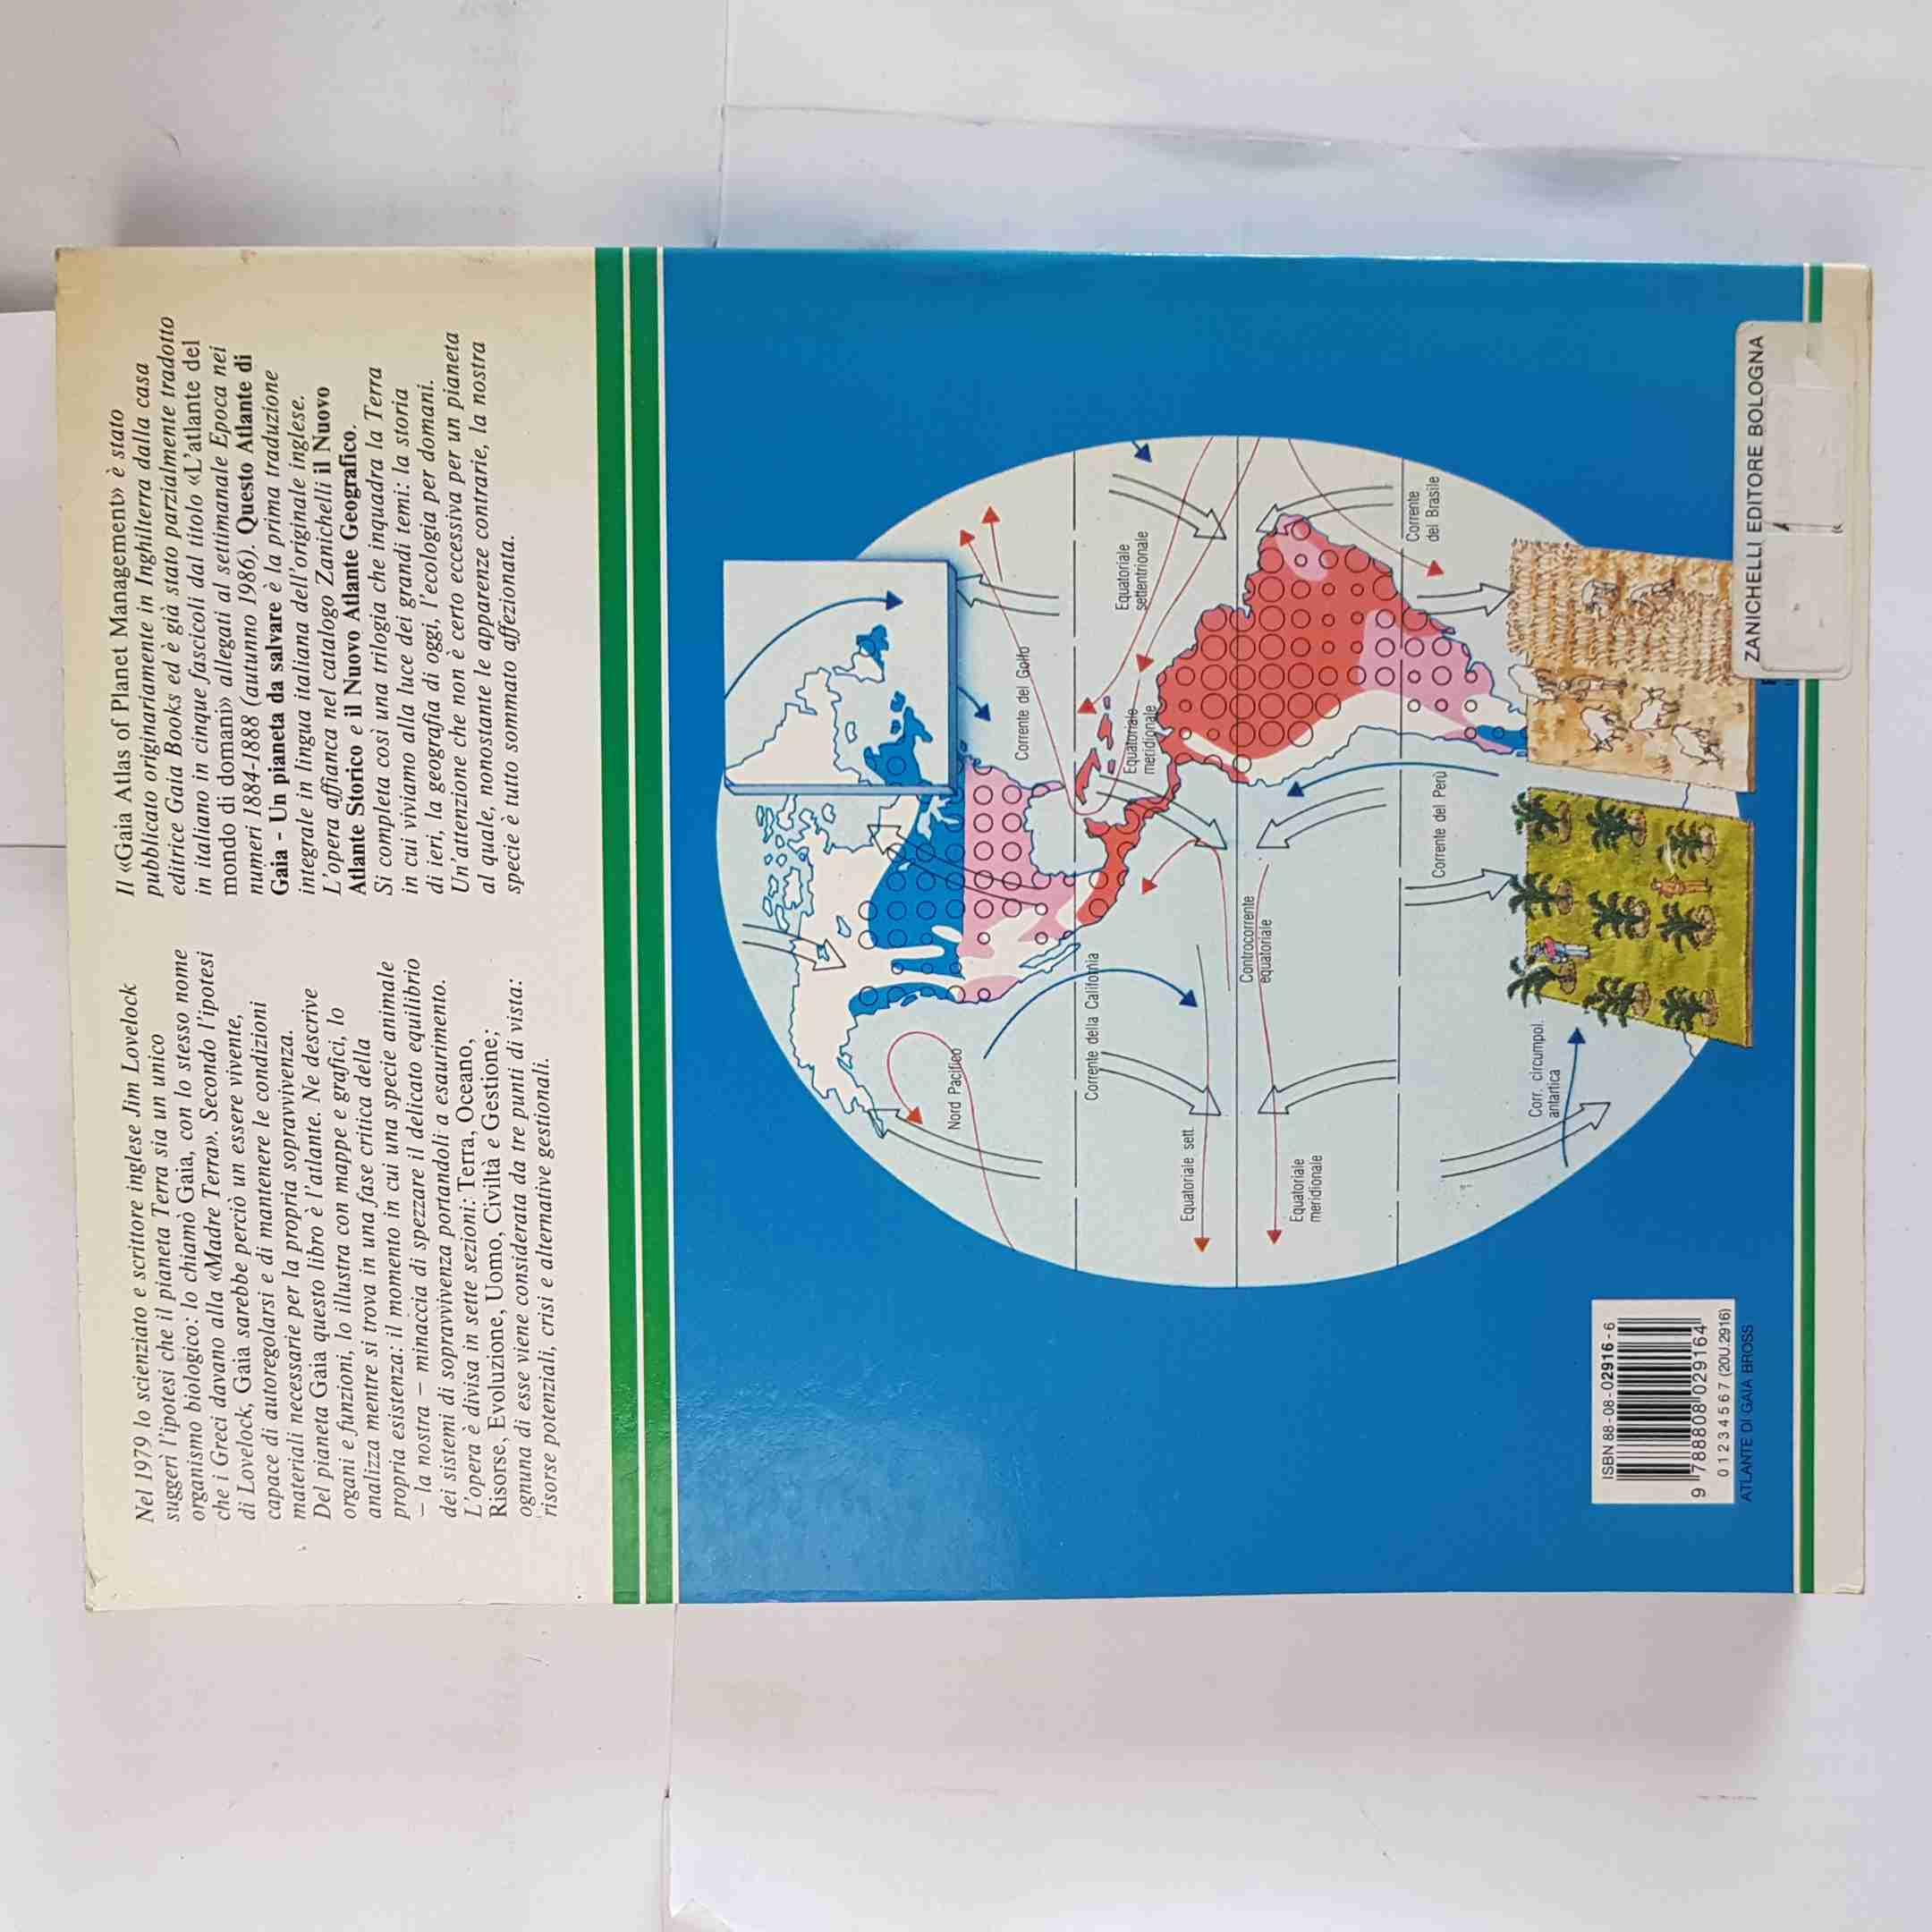 Nel 1979 lo scienziato e scrittore inglese Jim Lovelock
suggerì l'ipotesi che il pianeta Terra sia un unico
organismo biologico: lo chiamò Gaia, con lo stesso nome
che i Greci davano alla «Madre Terra». Secondo l'ipotesi
di Lovelock, Gaia sarebbe perciò un essere vivente,
capace di autoregolarsi e di mantenere le condizioni
materiali necessarie per la propria sopravvivenza.
Del pianeta Gaia questo libro è l'atlante. Ne descrive
organi e funzioni, lo illustra con mappe e grafici, lo
analizza mentre si trova in una fase critica della
propria esistenza: il momento in cui una specie animale
– la nostra – minaccia di spezzare il delicato equilibrio
dei sistemi di sopravvivenza portandoli a esaurimento.
L'opera è divisa in sette sezioni: Terra, Oceano,
Risorse, Evoluzione, Uomo, Civiltà e Gestione;
ognuna di esse viene considerata da tre punti di vista:
risorse potenziali, crisi e alternative gestionali.
Il «Gaia Atlas of Planet Management» è stato
pubblicato originariamente in Inghilterra dalla casa
editrice Gaia Books ed è già stato parzialmente tradotto
in italiano in cinque fascicoli dal titolo «L'atlante del
mondo di domani» allegati al settimanale Epoca nei
numeri 1884-1888 (autunno 1986). Questo Atlante di
Gaia - Un pianeta da salvare è la prima traduzione
integrale in lingua italiana dell'originale inglese.
L'opera affianca nel catalogo Zanichelli il Nuovo
Atlante Storico e il Nuovo Atlante Geografico.
Si completa così una trilogia che inquadra la Terra
in cui viviamo alla luce dei grandi temi: la storia
di ieri, la geografia di oggi, l'ecologia per domani.
Un'attenzione che non è certo eccessiva per un pianeta
al quale, nonostante le apparenze contrarie, la nostra
specie è tutto sommato affezionata.
Nord Pacifico
Corrente del Golfo
Corrente della California
Equatoriale
settentrionale
Equatoriale
meridionale
Equatoriale sett.
Controcorrente
equatoriale
Equatoriale
meridionale
Corrente
del Brasile
Corrente del Perù
Corr. circumpol.
antartica
ISBN 88-08-02916-6
9 788808 029164
0 1 2 3 4 5 6 7 (20U.2916)
ATLANTE DI GAIA BROSS
ZANICHELLI EDITORE BOLOGNA